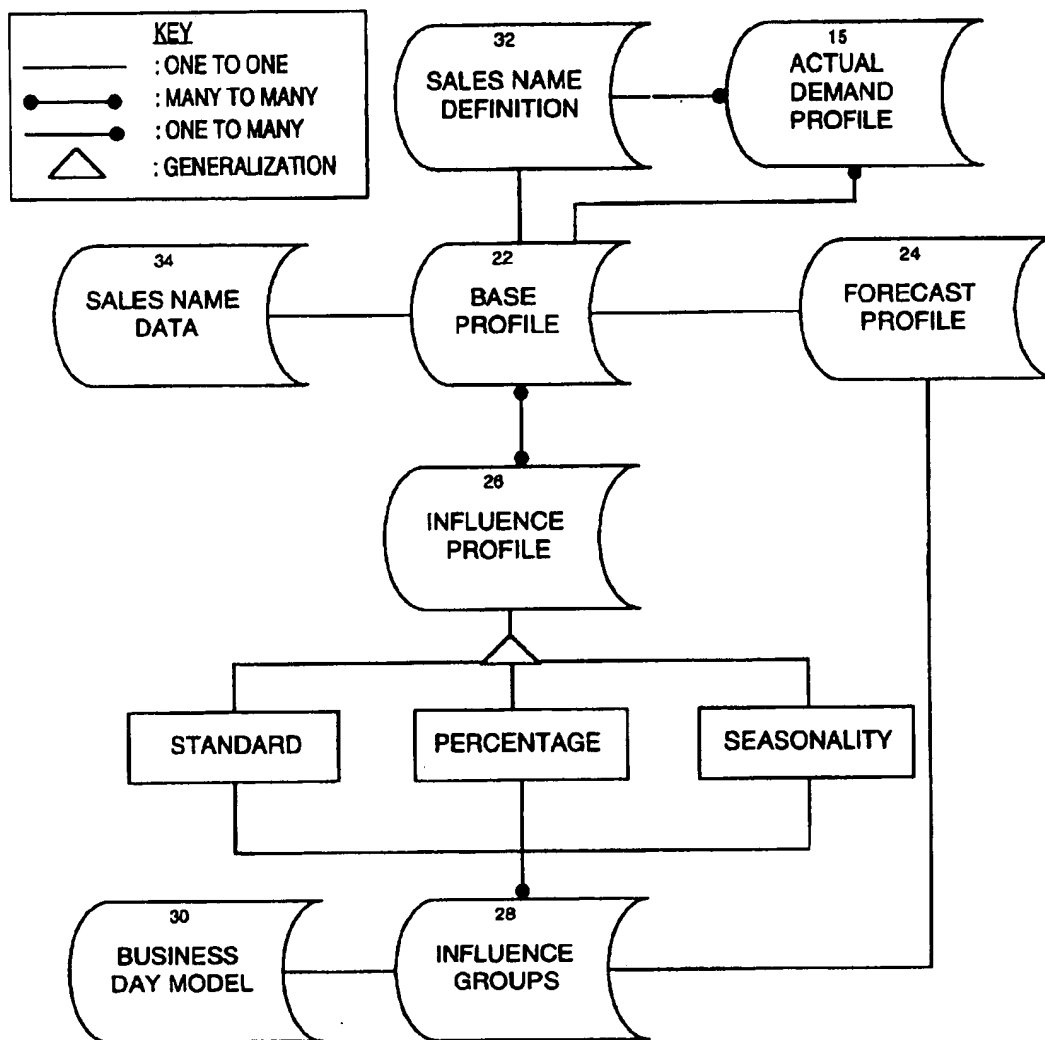 KEY
: ONE TO ONE
: MANY TO MANY
: ONE TO MANY
: GENERALIZATION
32
SALES NAME
DEFINITION
15
ACTUAL
DEMAND
PROFILE
34
SALES NAME
DATA
22
BASE
PROFILE
24
FORECAST
PROFILE
26
INFLUENCE
PROFILE
STANDARD
PERCENTAGE
SEASONALITY
30
BUSINESS
DAY MODEL
28
INFLUENCE
GROUPS